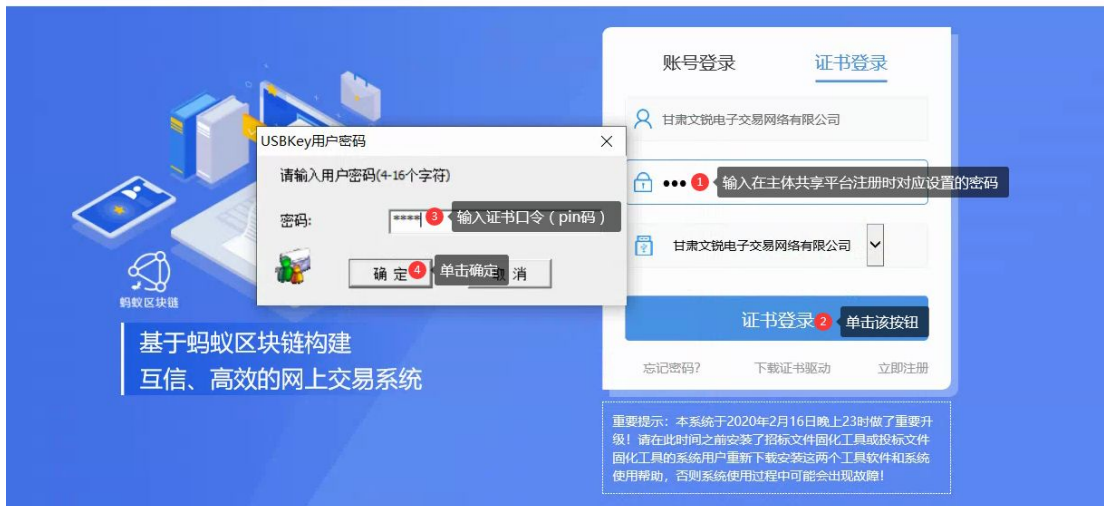 账号登录 证书登录
甘肃文锐电子交易网络有限公司
USBKey用户密码
请输入用户密码(4-16个字符)
••• 1 输入在主体共享平台注册时对应设置的密码
密码: **** 3 输入证书口令(pin码)
甘肃文锐电子交易网络有限公司
确定 4 单击确定 取消
蚂蚁区块链
证书登录 2 单击该按钮
基于蚂蚁区块链构建
互信、高效的网上交易系统
忘记密码? 下载证书驱动 立即注册
重要提示:本系统于2020年2月16日晚上23时做了重要升
级!请在此时间之前安装了招标文件固化工具或投标文件
固化工具的系统用户重新下载安装这两个工具软件和系统
使用帮助,否则系统使用过程中可能会出现故障!